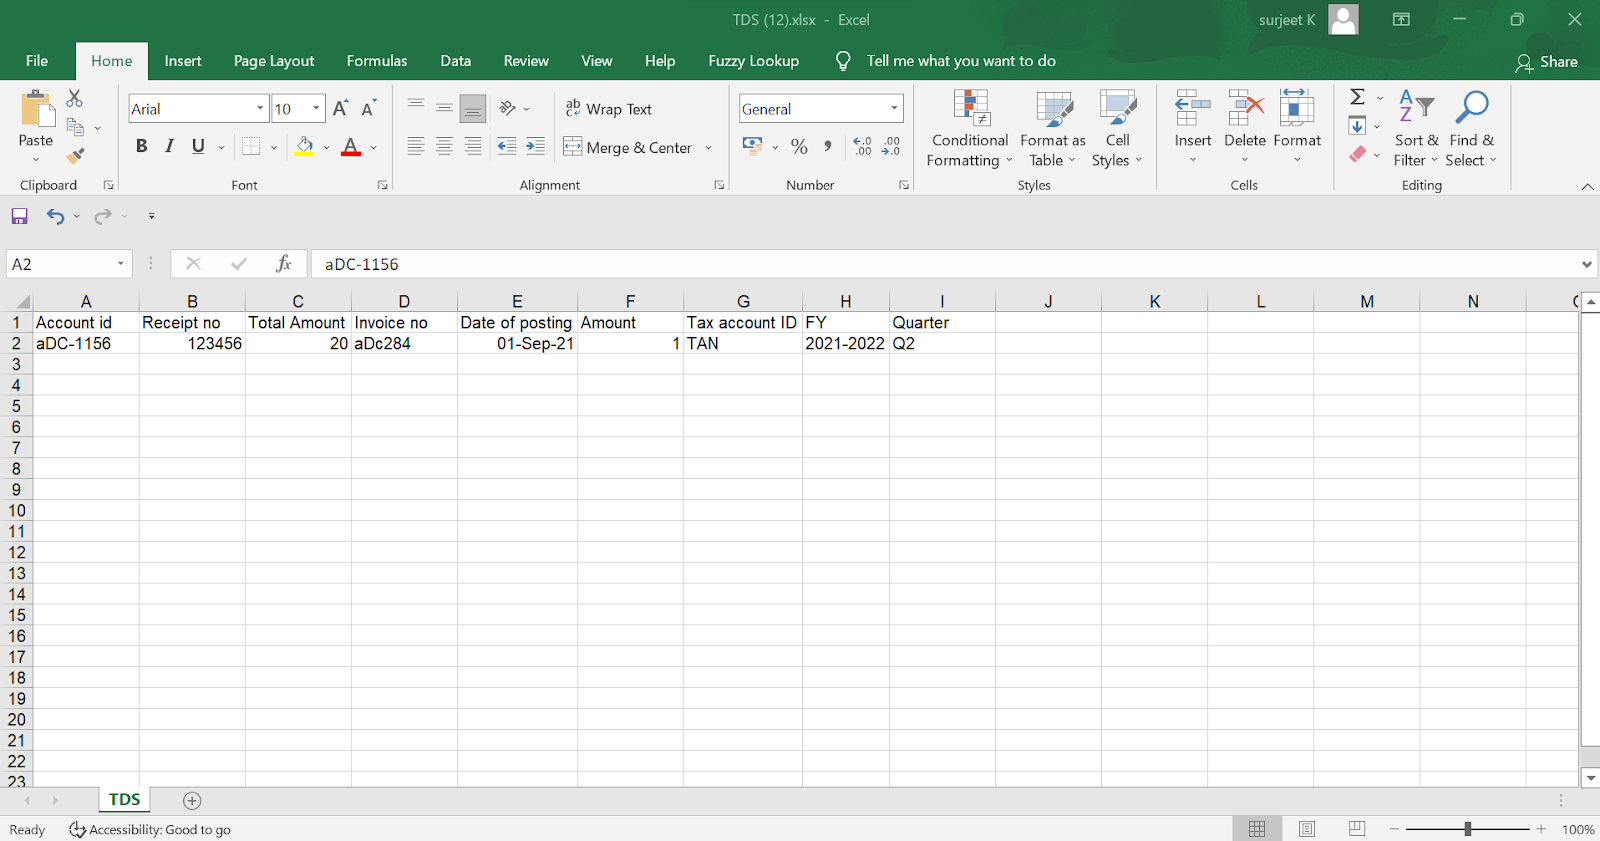 TDS (12).xlsx - Excel
surjeet K
File Home Insert Page Layout Formulas Data Review View Help Fuzzy Lookup Tell me what you want to do Share
Paste
Arial 10 A A
B I U A
ab Wrap Text
Merge & Center
General
% , .0 .00 .00 .0
Conditional Formatting
Format as Table
Cell Styles
Insert Delete Format
Σ
A Z
Sort & Filter
Find & Select
Clipboard Font Alignment Number Styles Cells Editing
A2 fx aDC-1156
A B C D E F G H I J K L M N
1 Account id Receipt no Total Amount Invoice no Date of posting Amount Tax account ID FY Quarter
2 aDC-1156 123456 20 aDc284 01-Sep-21 1 TAN 2021-2022 Q2
3
4
5
6
7
8
9
10
11
12
13
14
15
16
17
18
19
20
21
22
23
TDS
Ready Accessibility: Good to go 100%